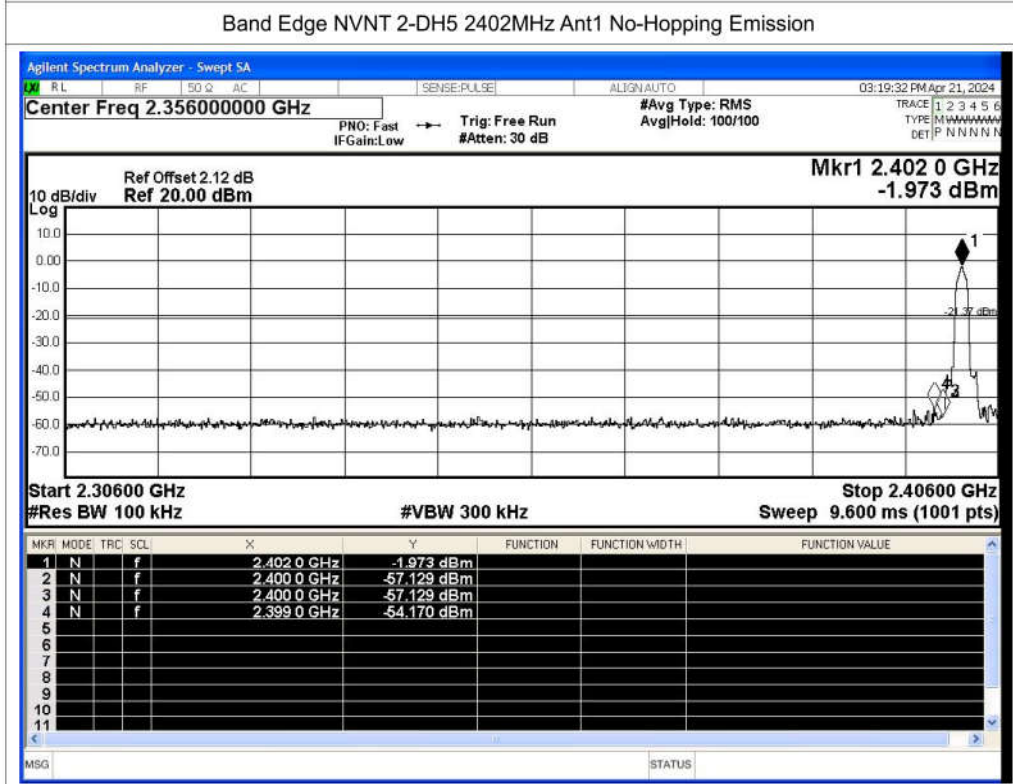 Band Edge NVNT 2-DH5 2402MHz Ant1 No-Hopping Emission
Agilent Spectrum Analyzer - Swept SA
LXI RL RF 50 Ω AC SENSE:PULSE ALIGN AUTO 03:19:32 PM Apr 21, 2024
Center Freq 2.356000000 GHz #Avg Type: RMS TRACE 1 2 3 4 5 6
PNO: Fast Trig: Free Run Avg|Hold: 100/100 TYPE M WWWWW
IFGain:Low #Atten: 30 dB DET P N N N N N
Ref Offset 2.12 dB Mkr1 2.402 0 GHz
10 dB/div Ref 20.00 dBm -1.973 dBm
Log
10.0
1
0.00
-10.0
-20.0
-21.37 dBm
-30.0
-40.0
4
3
-50.0
-60.0
-70.0
Start 2.30600 GHz Stop 2.40600 GHz
#Res BW 100 kHz #VBW 300 kHz Sweep 9.600 ms (1001 pts)
MKR MODE TRC SCL X Y FUNCTION FUNCTION WIDTH FUNCTION VALUE
1 N f 2.402 0 GHz -1.973 dBm
2 N f 2.400 0 GHz -57.129 dBm
3 N f 2.400 0 GHz -57.129 dBm
4 N f 2.399 0 GHz -54.170 dBm
5
6
7
8
9
10
11
MSG STATUS